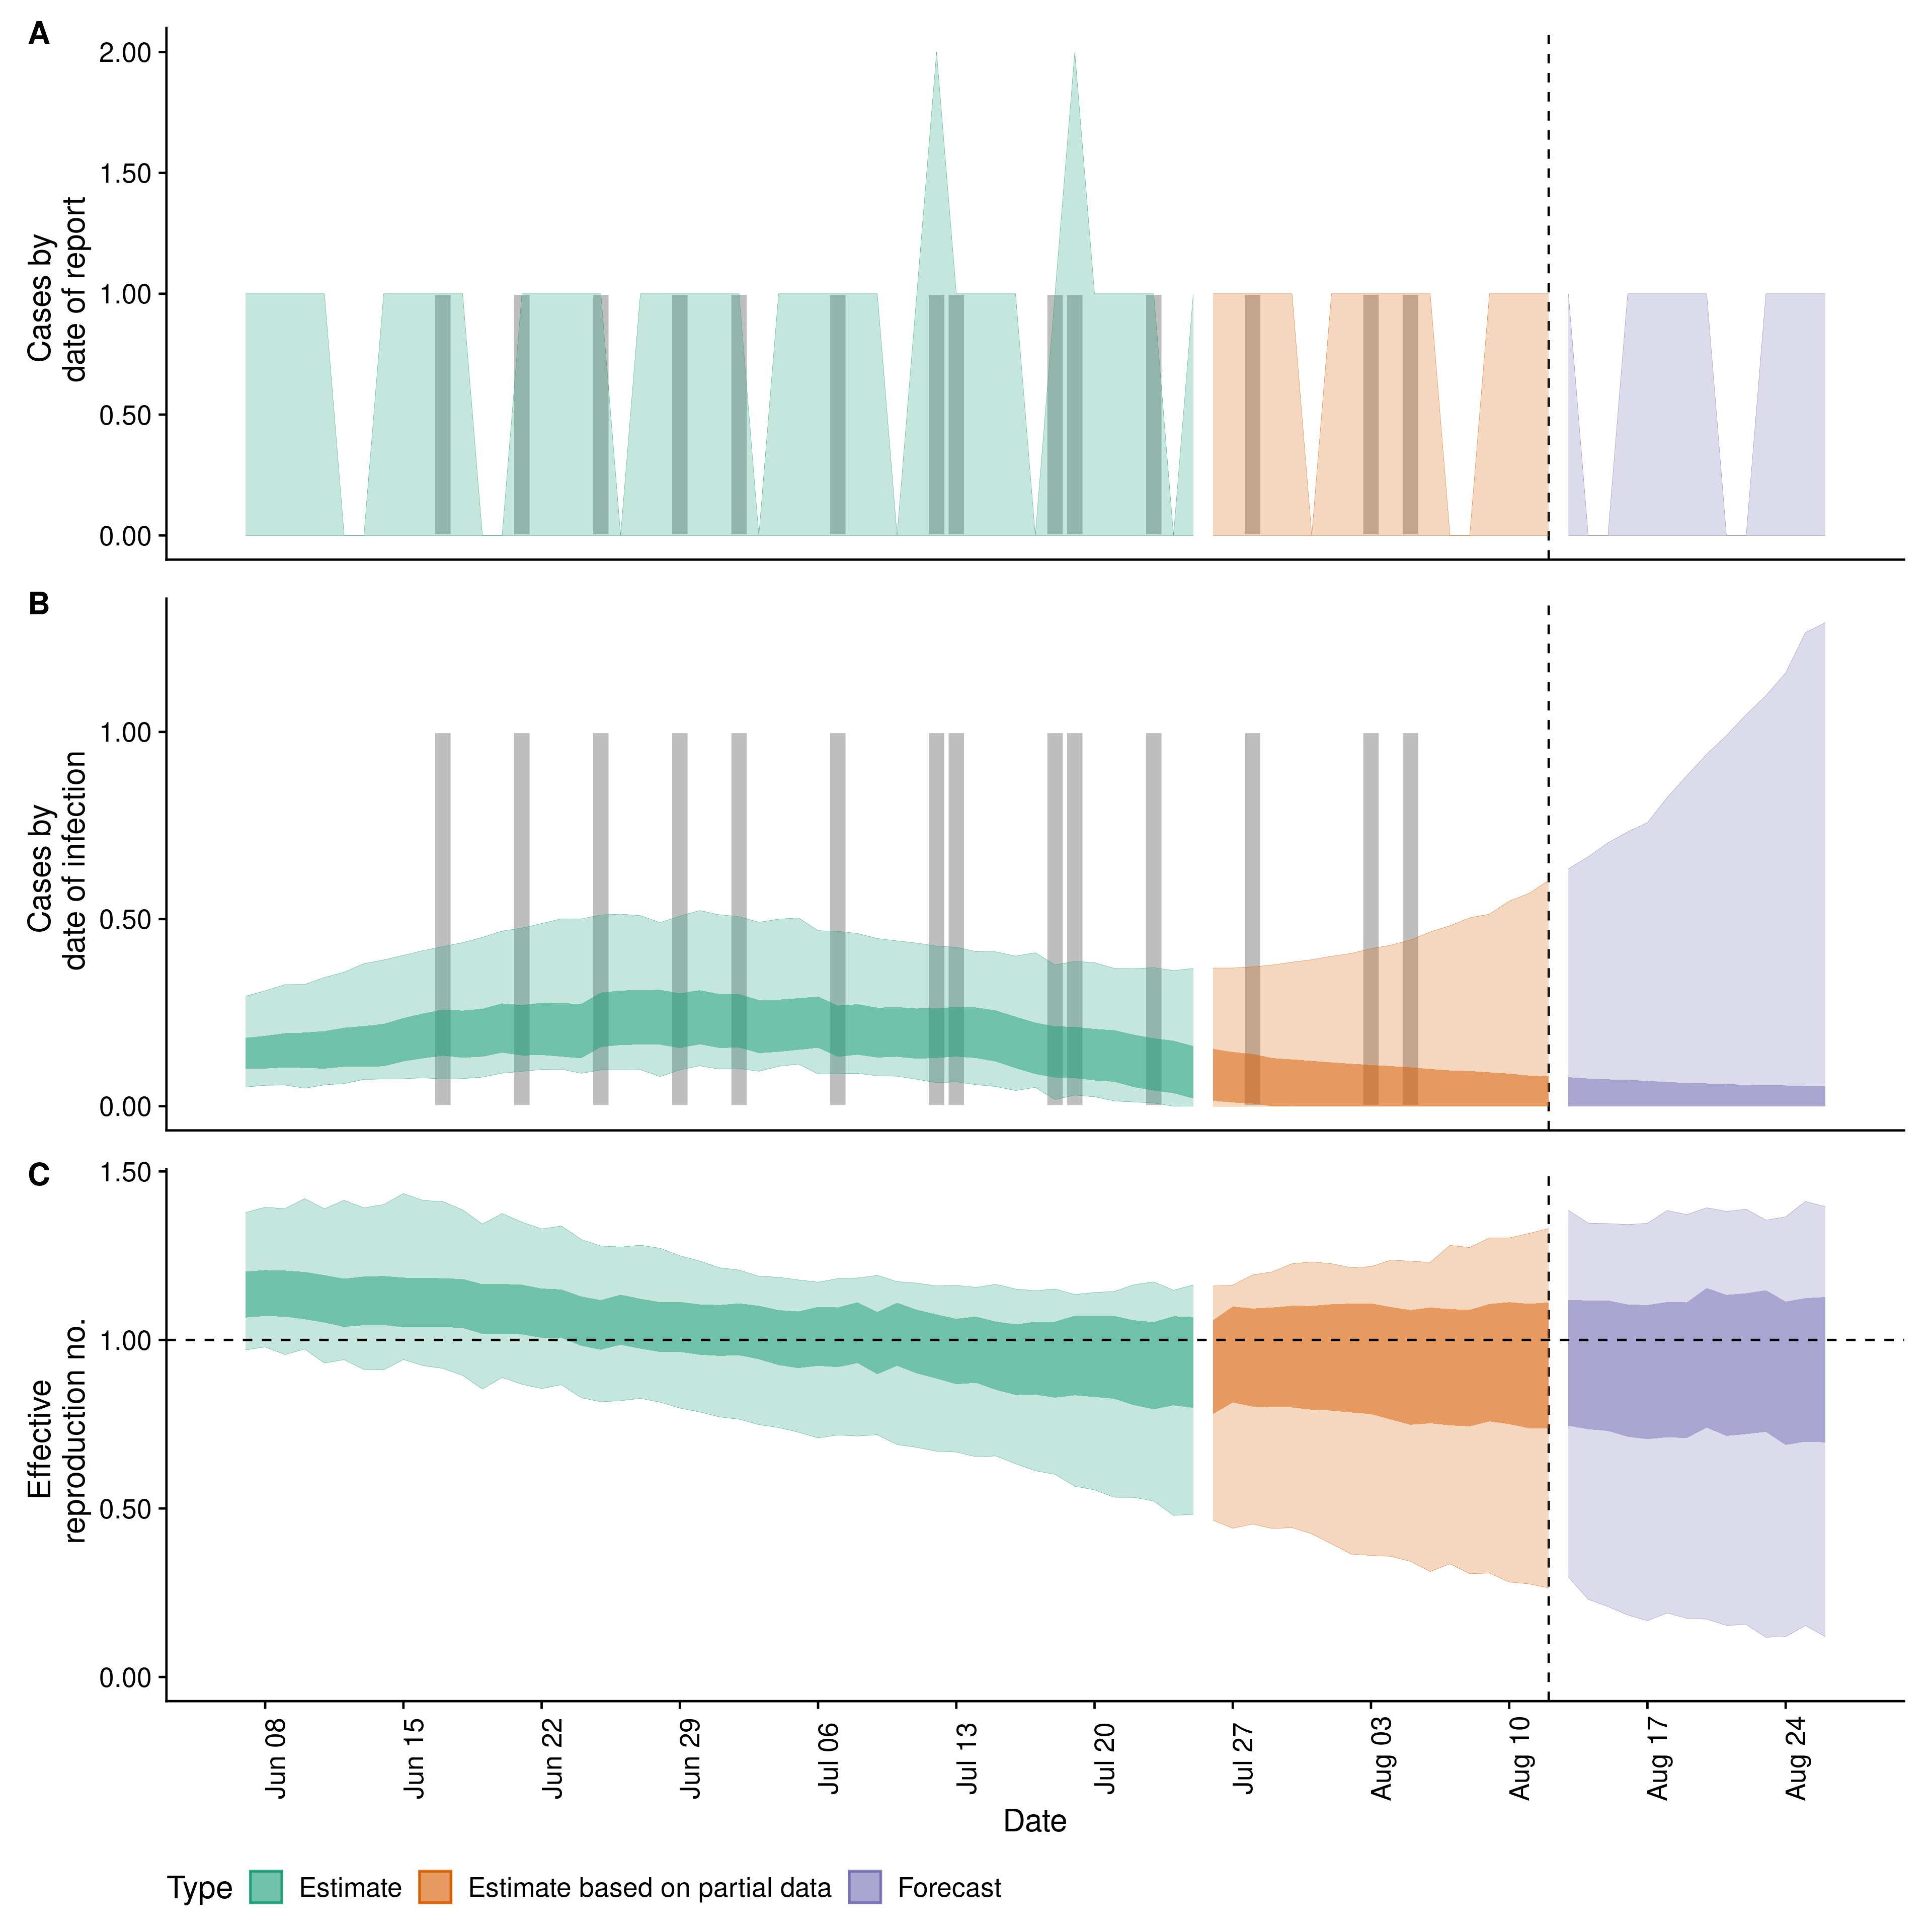 A
Cases by
date of report
2.00
1.50
1.00
0.50
0.00
B
Cases by
date of infection
1.00
0.50
0.00
C
Effective
reproduction no.
1.50
1.00
0.50
0.00
Jun 08
Jun 15
Jun 22
Jun 29
Jul 06
Jul 13
Jul 20
Jul 27
Aug 03
Aug 10
Aug 17
Aug 24
Date
Type Estimate Estimate based on partial data Forecast